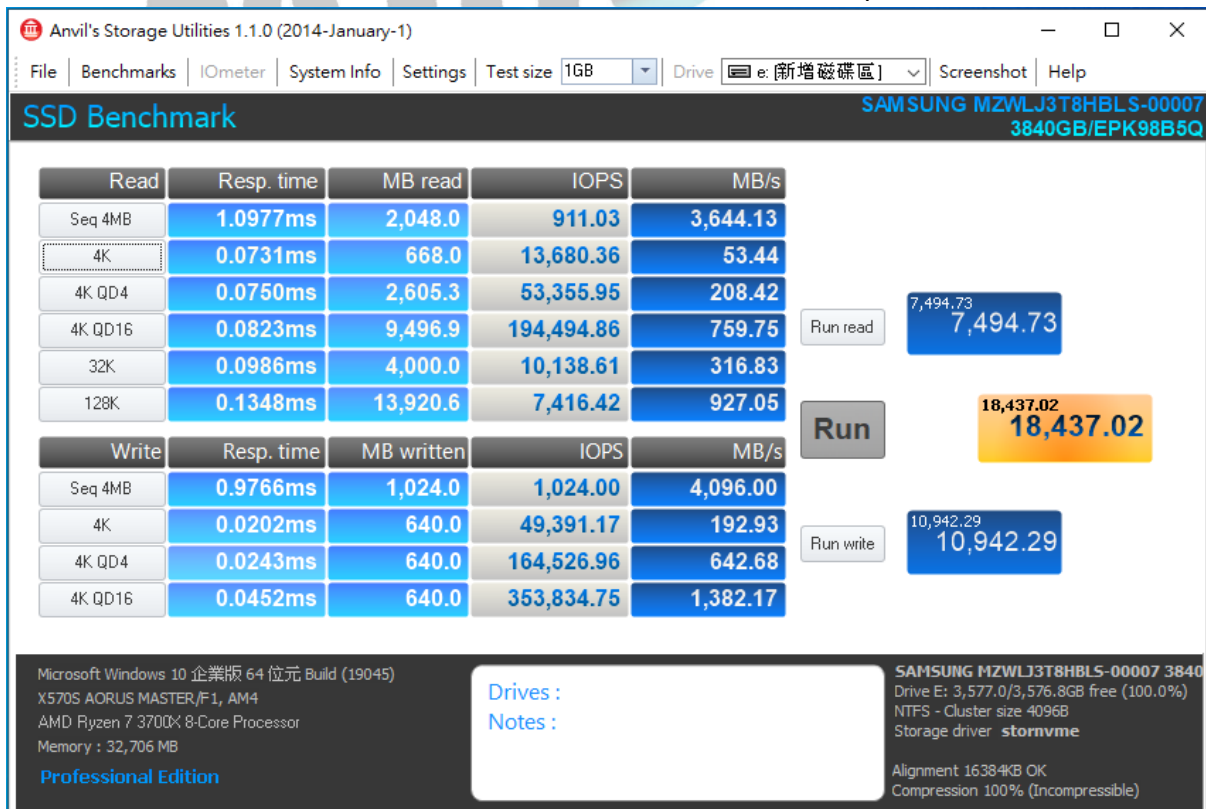 Anvil's Storage Utilities 1.1.0 (2014-January-1)
File Benchmarks IOmeter System Info Settings Test size 1GB Drive e: [新增磁碟區] Screenshot Help
SSD Benchmark
SAMSUNG MZWLJ3T8HBLS-00007
3840GB/EPK98B5Q
Read Resp. time MB read IOPS MB/s
Seq 4MB 1.0977ms 2,048.0 911.03 3,644.13
4K 0.0731ms 668.0 13,680.36 53.44
4K QD4 0.0750ms 2,605.3 53,355.95 208.42
4K QD16 0.0823ms 9,496.9 194,494.86 759.75
32K 0.0986ms 4,000.0 10,138.61 316.83
128K 0.1348ms 13,920.6 7,416.42 927.05
Run read
7,494.73
7,494.73
Run
18,437.02
18,437.02
Write Resp. time MB written IOPS MB/s
Seq 4MB 0.9766ms 1,024.0 1,024.00 4,096.00
4K 0.0202ms 640.0 49,391.17 192.93
4K QD4 0.0243ms 640.0 164,526.96 642.68
4K QD16 0.0452ms 640.0 353,834.75 1,382.17
Run write
10,942.29
10,942.29
Microsoft Windows 10 企業版 64 位元 Build (19045)
X570S AORUS MASTER/F1, AM4
AMD Ryzen 7 3700X 8-Core Processor
Memory : 32,706 MB
Professional Edition
Drives :
Notes :
SAMSUNG MZWLJ3T8HBLS-00007 3840
Drive E: 3,577.0/3,576.8GB free (100.0%)
NTFS - Cluster size 4096B
Storage driver stornvme
Alignment 16384KB OK
Compression 100% (Incompressible)